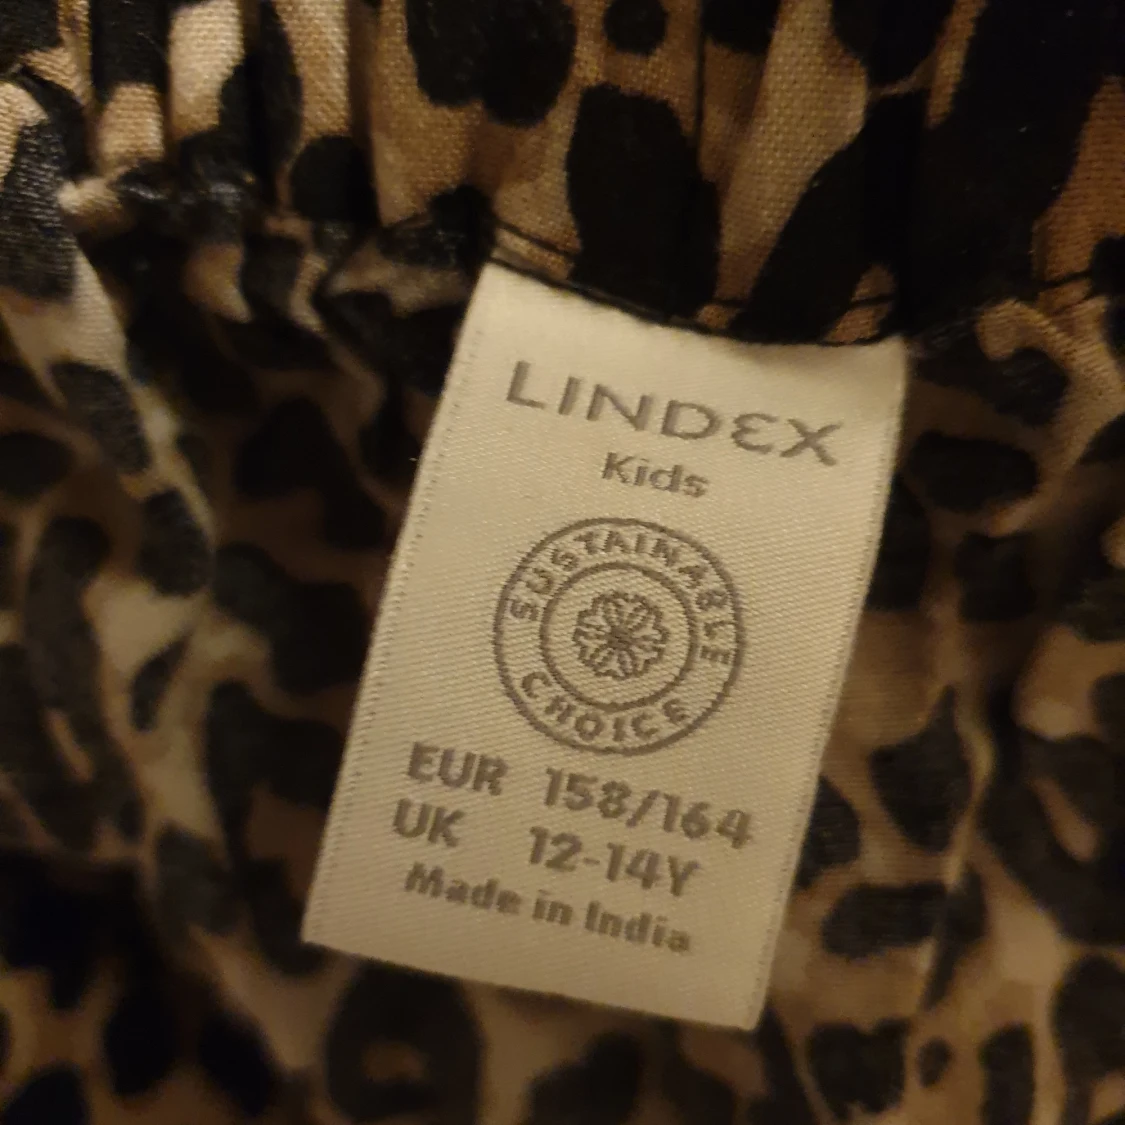 LINDEX
Kids
SUSTAINABLE
CHOICE
EUR 158/164
UK 12-14Y
Made in India